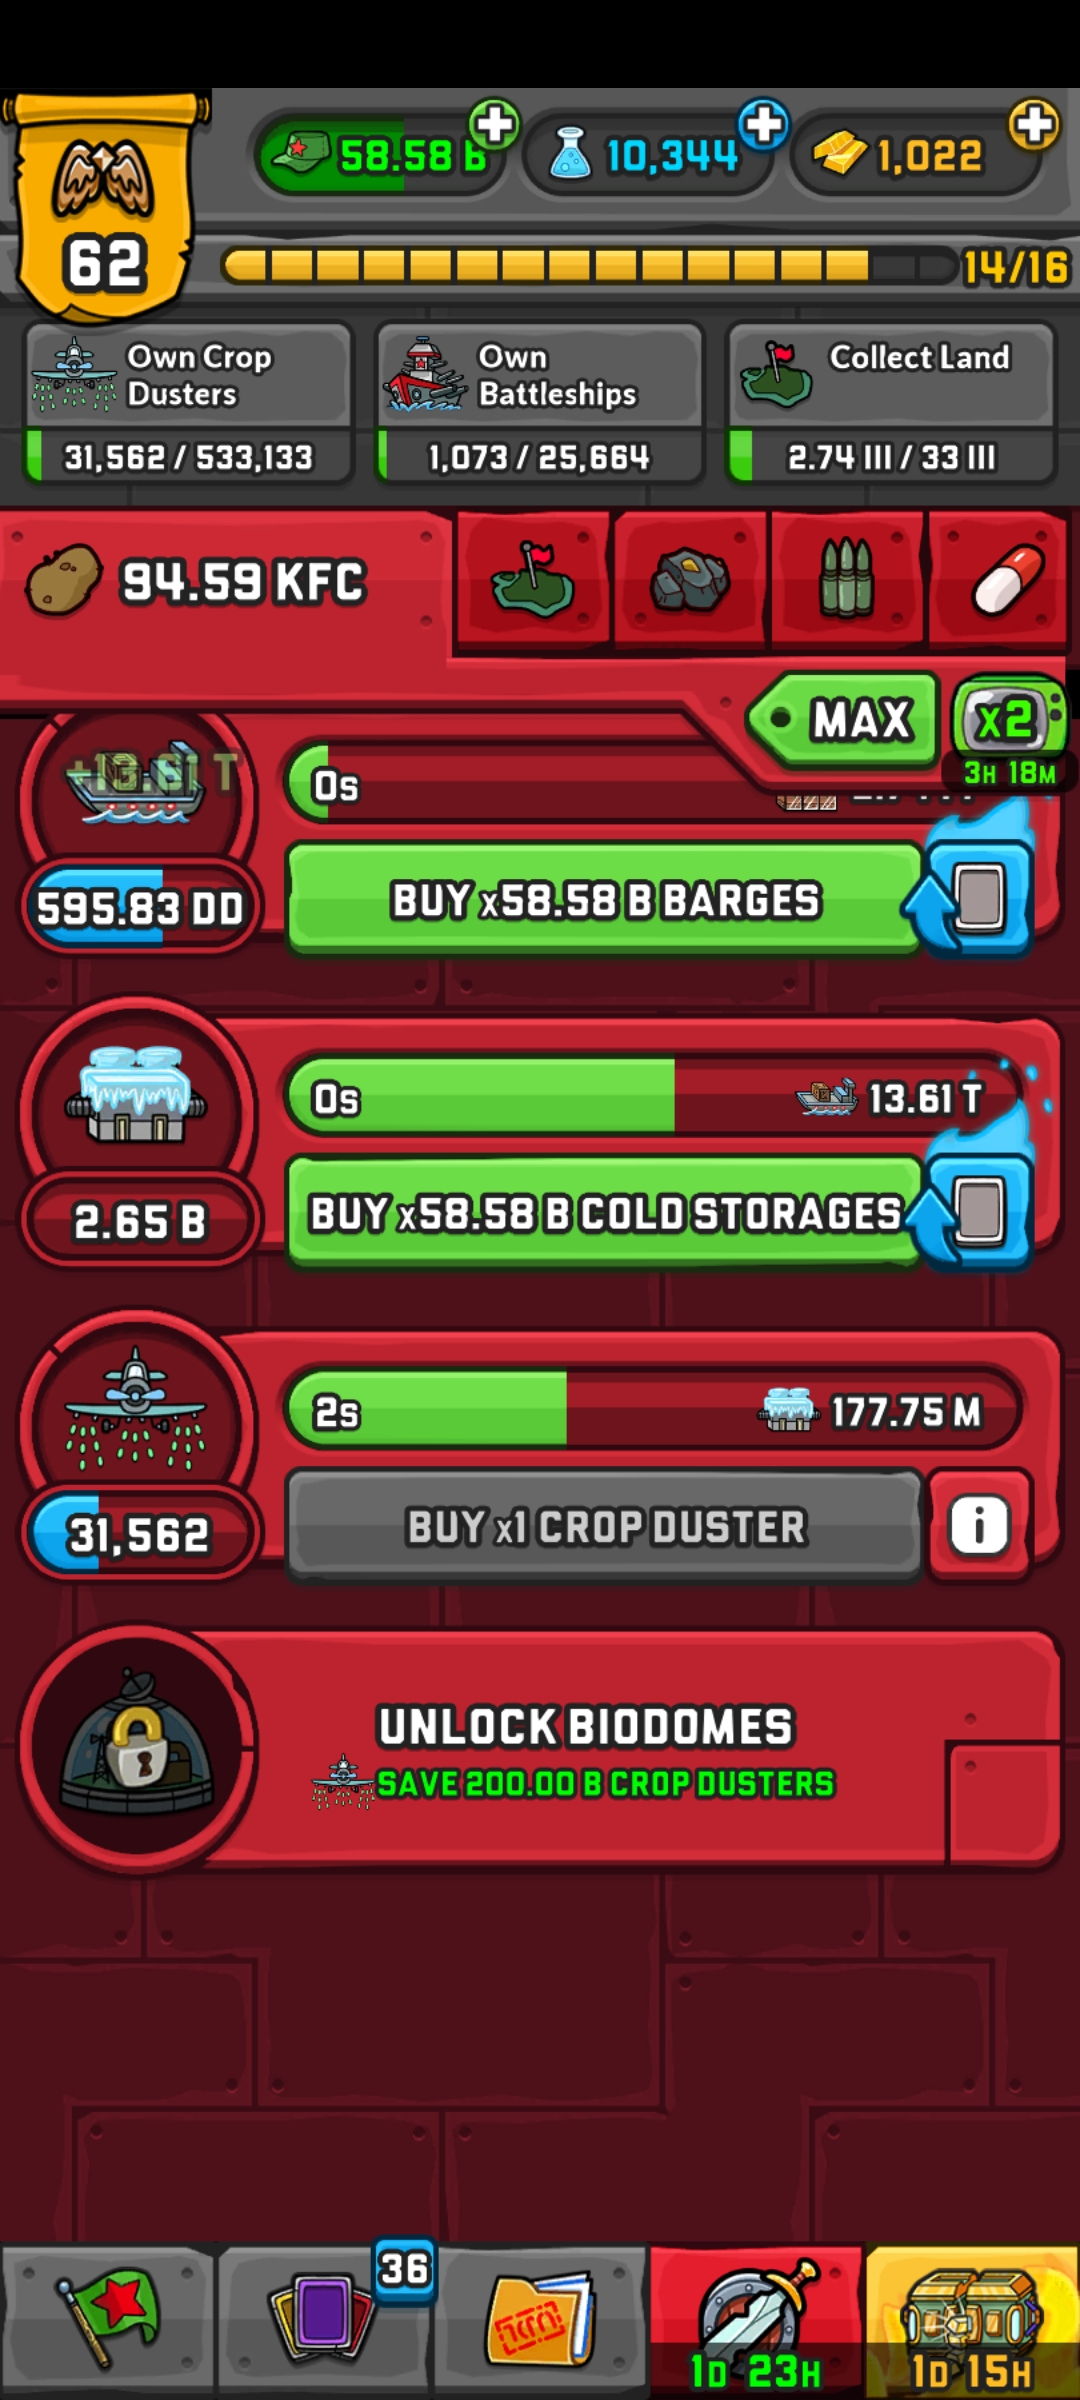 58.58 B
10,344
1,022
62
14/16
Own Crop
Dusters
31,562 / 533,133
Own
Battleships
1,073 / 25,664
Collect Land
2.74 III / 33 III
94.59 KFC
MAX
x2
3H 18M
+13.61 T
0s
595.83 DD
BUY x58.58 B BARGES
0s
13.61 T
2.65 B
BUY x58.58 B COLD STORAGES
2s
177.75 M
31,562
BUY x1 CROP DUSTER
i
UNLOCK BIODOMES
SAVE 200.00 B CROP DUSTERS
36
1D 23H
1D 15H